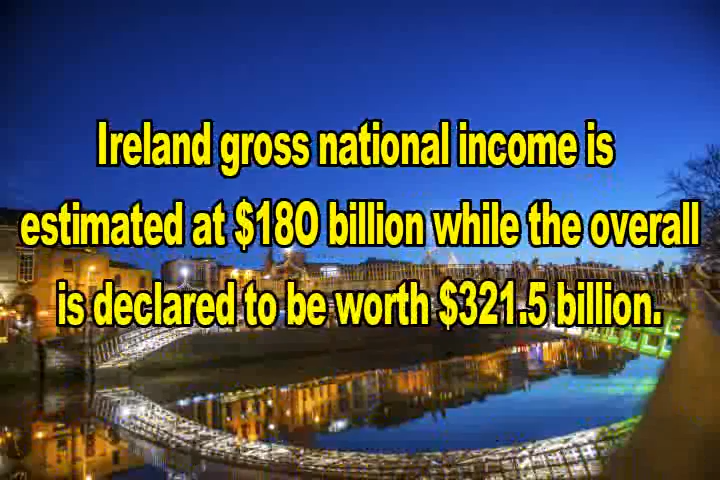 Ireland gross national income is
estimated at $180 billion while the overall
is declared to be worth $321.5 billion.